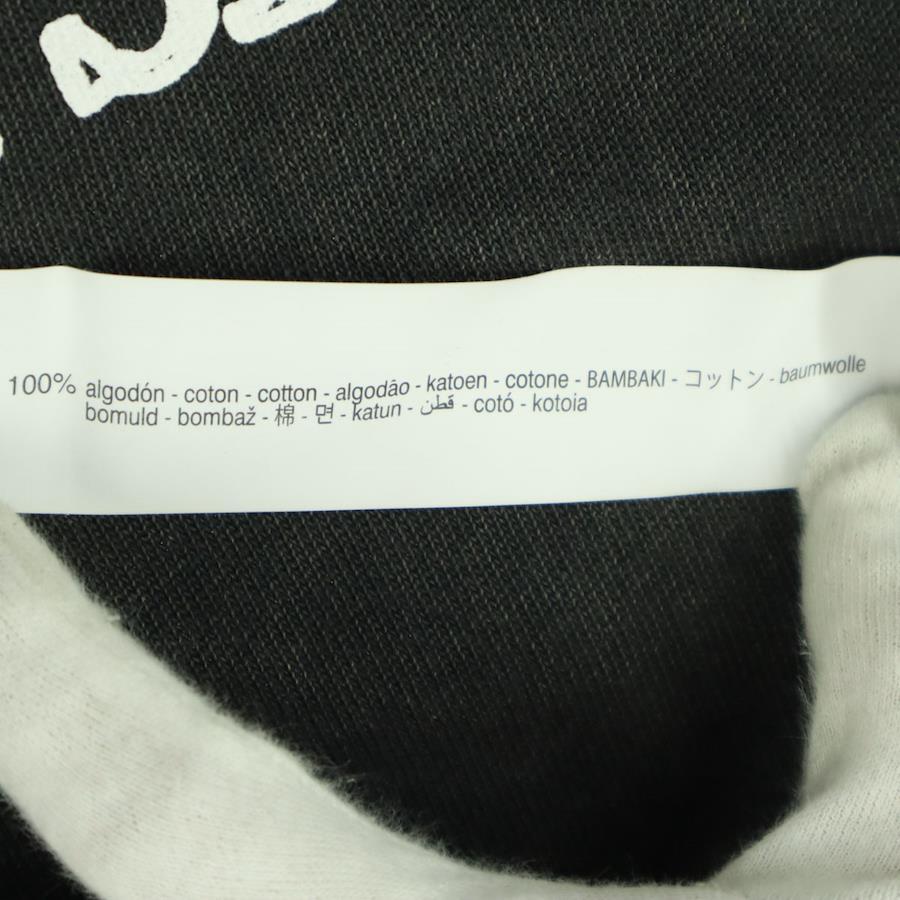 100% algodón - coton - cotton - algodão - katoen - cotone - BAMBAKI - コットン - baumwolle
bomuld - bombaž - 棉 - 면 - katun - قطن - cotó - kotoia